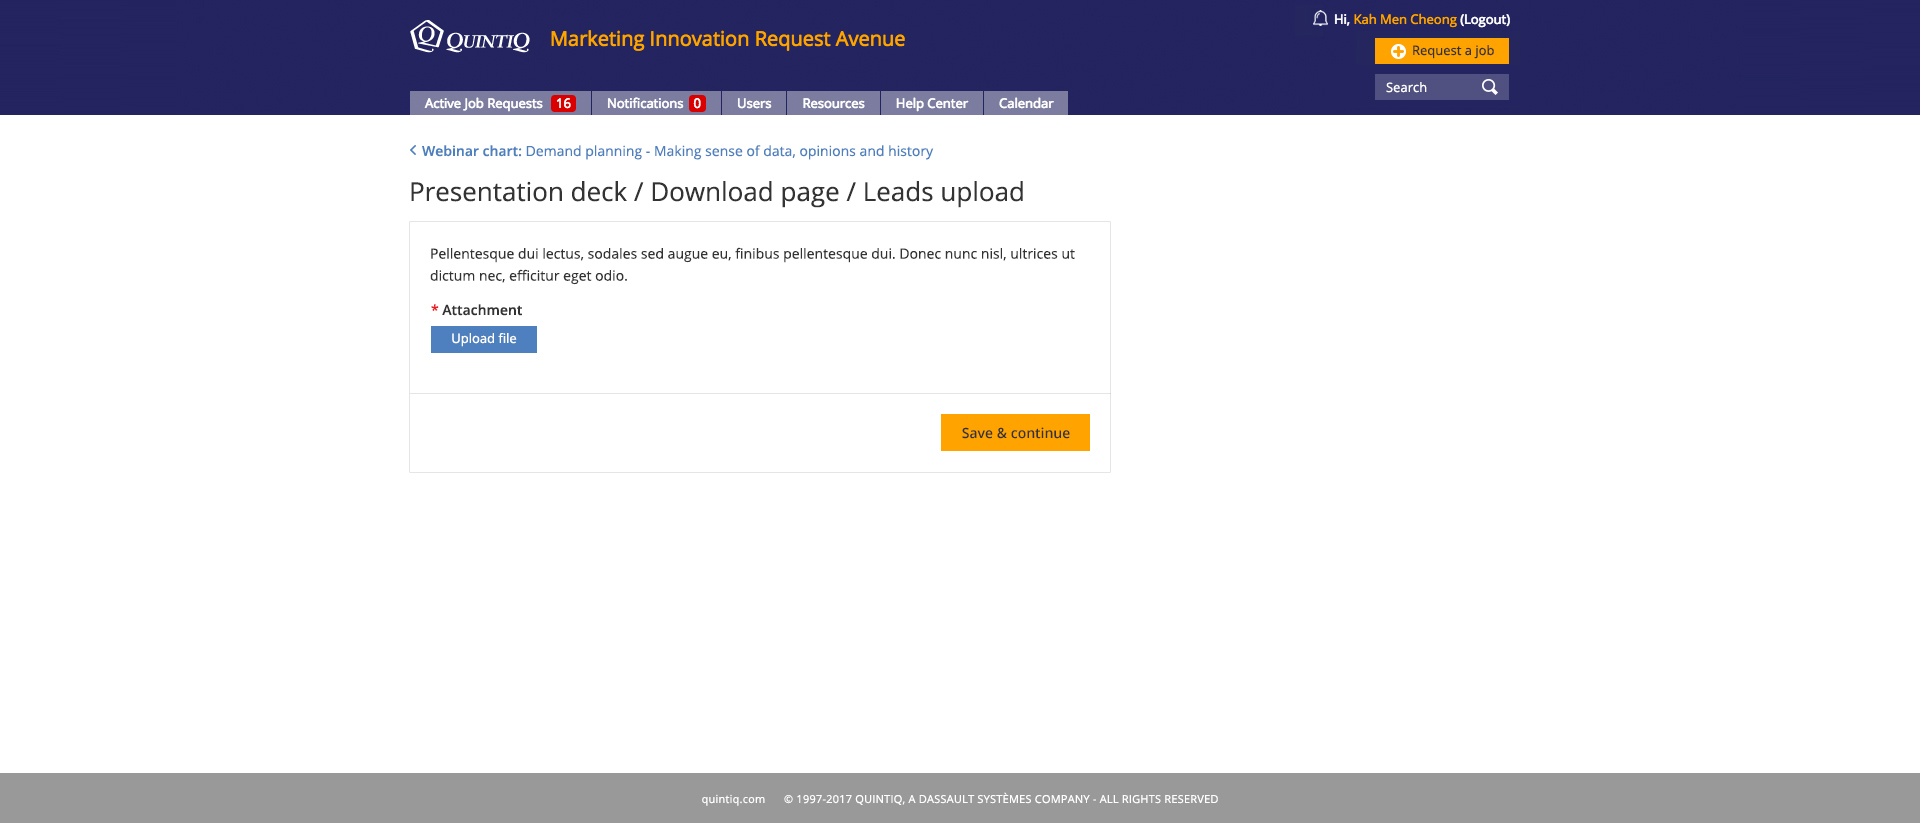 QUINTIQ
Marketing Innovation Request Avenue
Hi, Kah Men Cheong (Logout)
Request a job
Search
Active Job Requests 16
Notifications 0
Users
Resources
Help Center
Calendar
< Webinar chart: Demand planning - Making sense of data, opinions and history
Presentation deck / Download page / Leads upload
Pellentesque dui lectus, sodales sed augue eu, finibus pellentesque dui. Donec nunc nisl, ultrices ut
dictum nec, efficitur eget odio.
* Attachment
Upload file
Save & continue
quintiq.com © 1997-2017 QUINTIQ, A DASSAULT SYSTÈMES COMPANY - ALL RIGHTS RESERVED